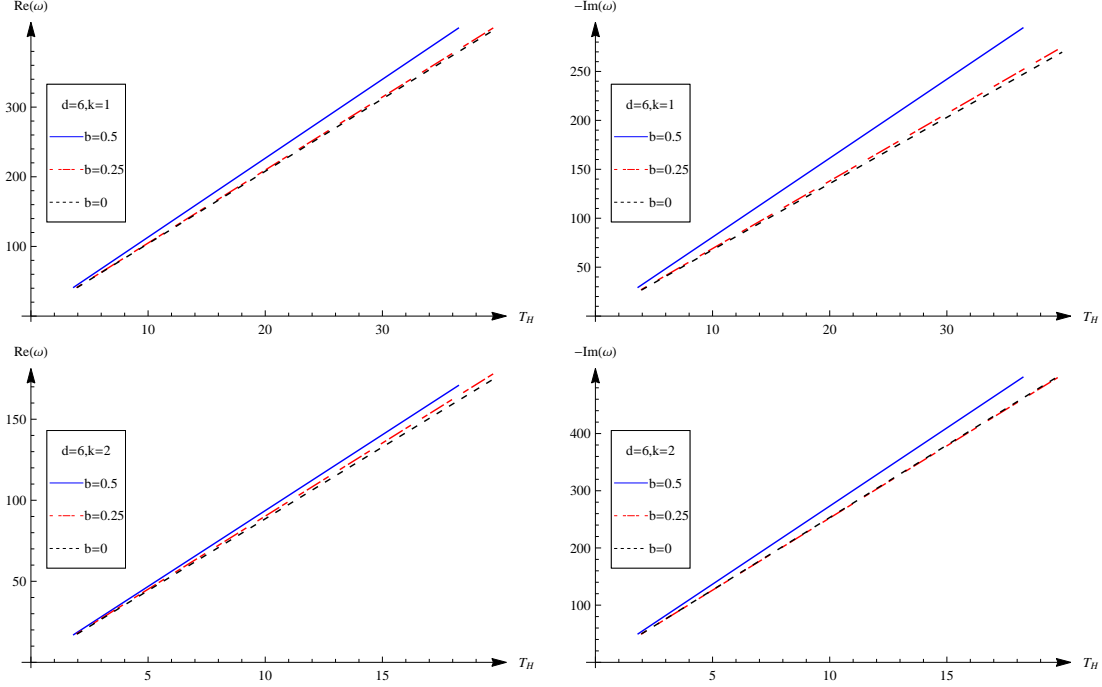 Re(ω)
300
200
100
d=6,k=1
b=0.5
b=0.25
b=0
10
20
30
T_H
−Im(ω)
250
200
150
100
50
d=6,k=1
b=0.5
b=0.25
b=0
10
20
30
T_H
Re(ω)
150
100
50
d=6,k=2
b=0.5
b=0.25
b=0
5
10
15
T_H
−Im(ω)
400
300
200
100
d=6,k=2
b=0.5
b=0.25
b=0
5
10
15
T_H